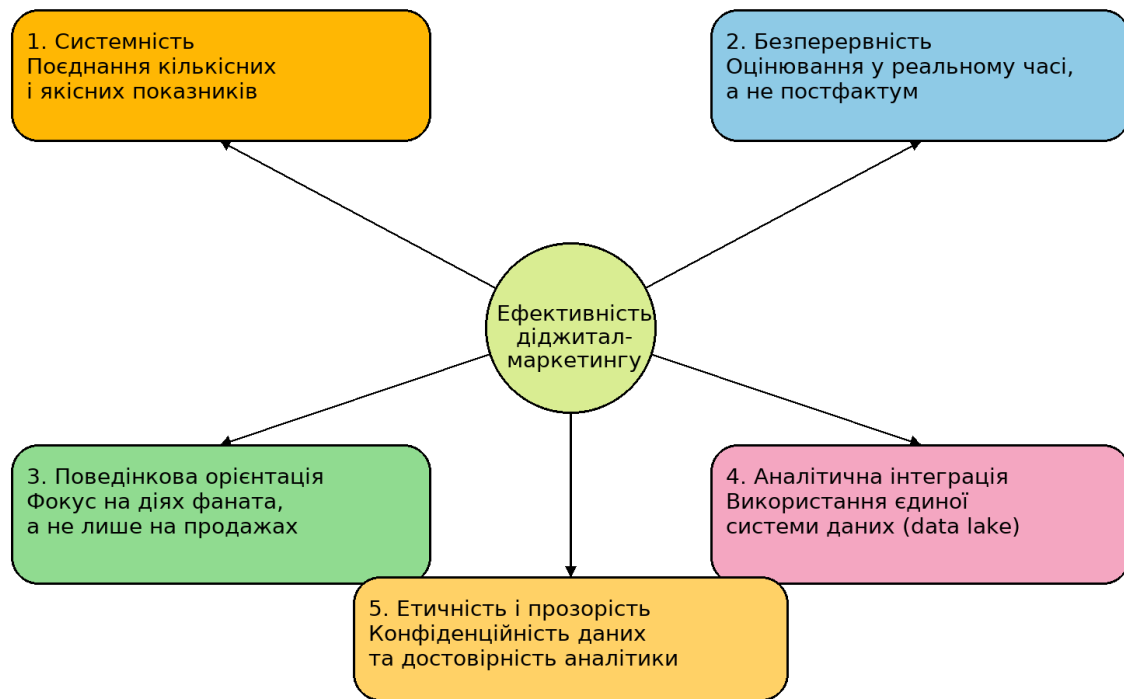 1. Системність
Поєднання кількісних
і якісних показників
2. Безперервність
Оцінювання у реальному часі,
а не постфактум
Ефективність
діджитал-
маркетингу
3. Поведінкова орієнтація
Фокус на діях фаната,
а не лише на продажах
4. Аналітична інтеграція
Використання єдиної
системи даних (data lake)
5. Етичність і прозорість
Конфіденційність даних
та достовірність аналітики